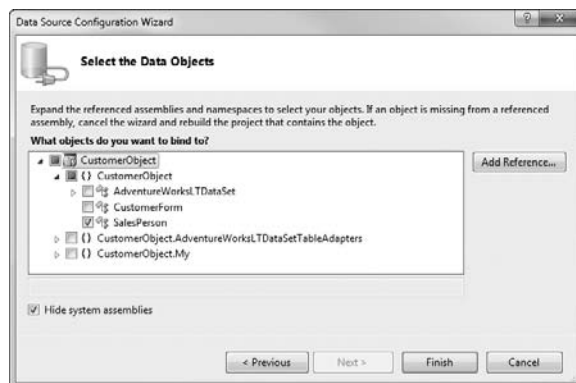 Data Source Configuration Wizard
Select the Data Objects
Expand the referenced assemblies and namespaces to select your objects. If an object is missing from a referenced
assembly, cancel the wizard and rebuild the project that contains the object.
What objects do you want to bind to?
CustomerObject
Add Reference...
{} CustomerObject
AdventureWorksLTDataSet
CustomerForm
SalesPerson
{} CustomerObject.AdventureWorksLTDataSetTableAdapters
{} CustomerObject.My
Hide system assemblies
< Previous
Next >
Finish
Cancel